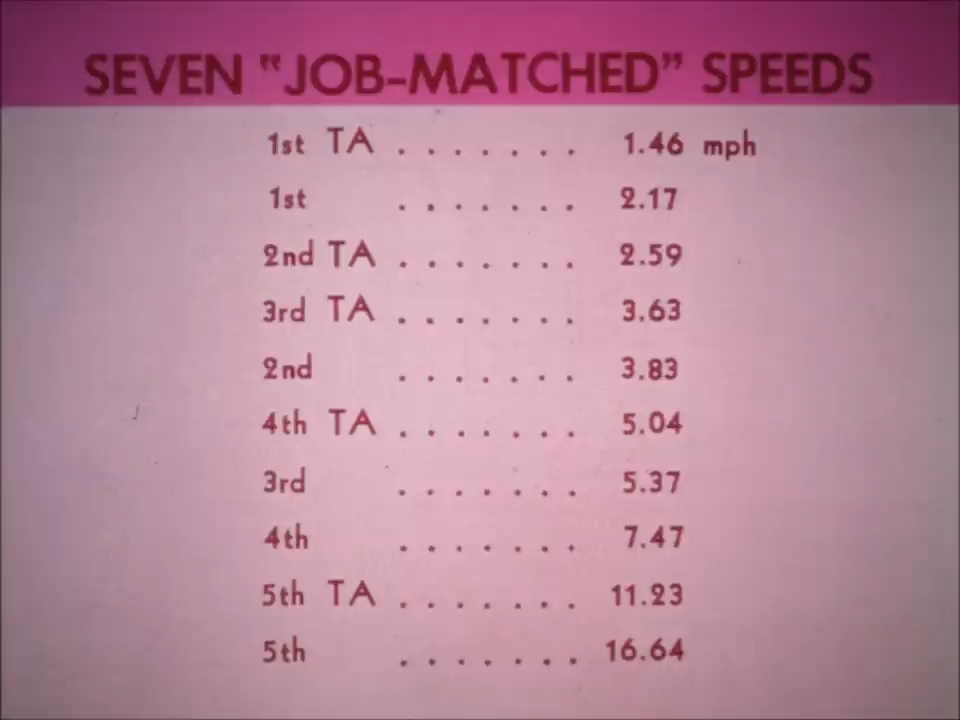 SEVEN "JOB-MATCHED" SPEEDS
1st TA ....... 1.46 mph
1st ....... 2.17
2nd TA ....... 2.59
3rd TA ....... 3.63
2nd ....... 3.83
4th TA ....... 5.04
3rd ....... 5.37
4th ....... 7.47
5th TA ....... 11.23
5th ....... 16.64